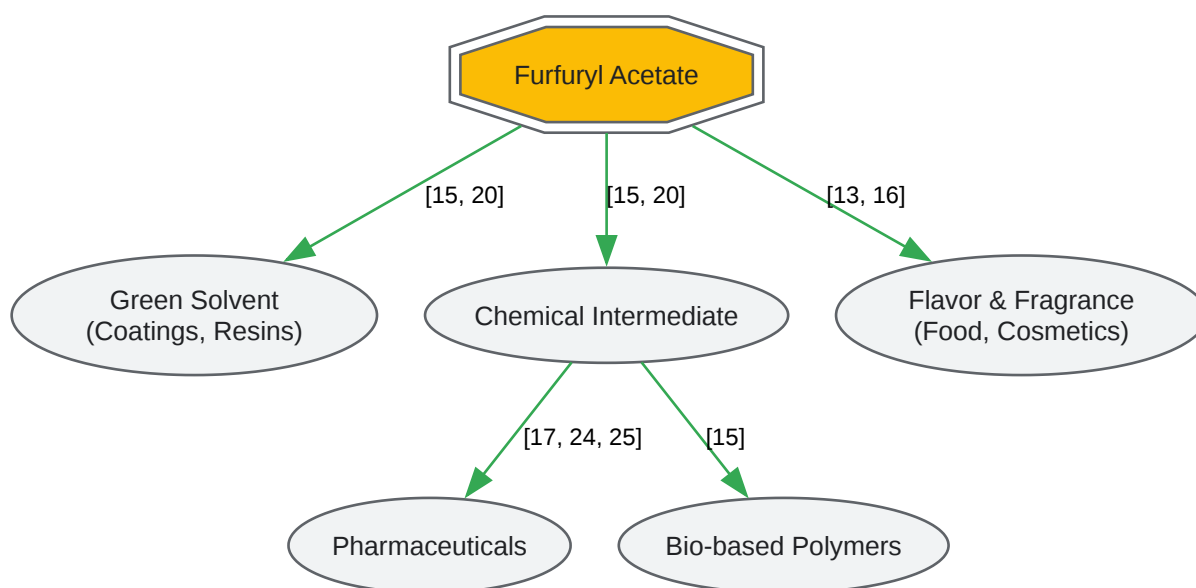 Furfuryl Acetate
[15, 20]
[15, 20]
[13, 16]
Green Solvent
(Coatings, Resins)
Chemical Intermediate
Flavor & Fragrance
(Food, Cosmetics)
[17, 24, 25]
[15]
Pharmaceuticals
Bio-based Polymers